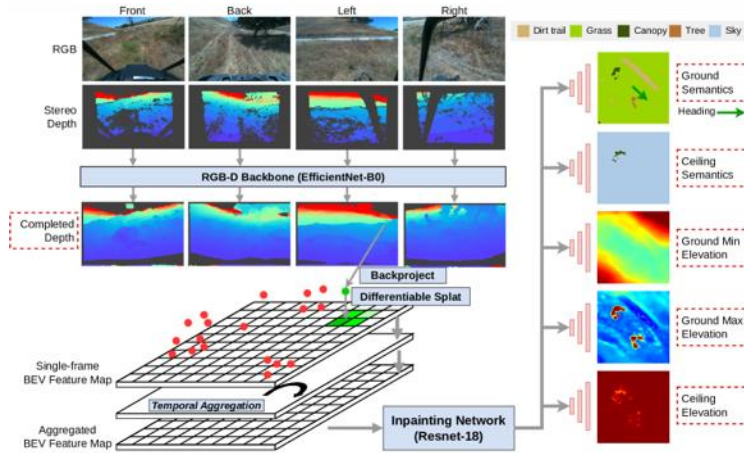 Front Back Left Right
RGB
Dirt trail Grass Canopy Tree Sky
Ground
Semantics
Heading
Stereo
Depth
RGB-D Backbone (EfficientNet-B0)
Ceiling
Semantics
Completed
Depth
Ground Min
Elevation
Backproject
Differentiable Splat
Ground Max
Elevation
Single-frame
BEV Feature Map
Temporal Aggregation
Aggregated
BEV Feature Map
Inpainting Network
(Resnet-18)
Ceiling
Elevation